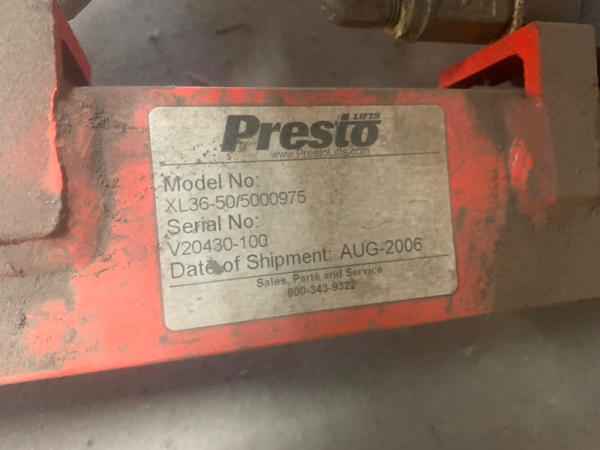 Presto LIFTS
www.PrestoLifts.com
Model No:
XL36-50/5000975
Serial No:
V20430-100
Date of Shipment: AUG-2006
Sales, Parts and Service
800-343-9322